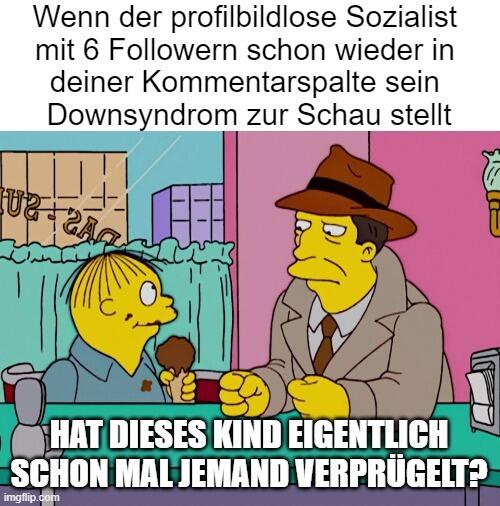 Wenn der profilbildlose Sozialist
mit 6 Followern schon wieder in
deiner Kommentarspalte sein
Downsyndrom zur Schau stellt
HAT DIESES KIND EIGENTLICH
SCHON MAL JEMAND VERPRÜGELT?
imgflip.com